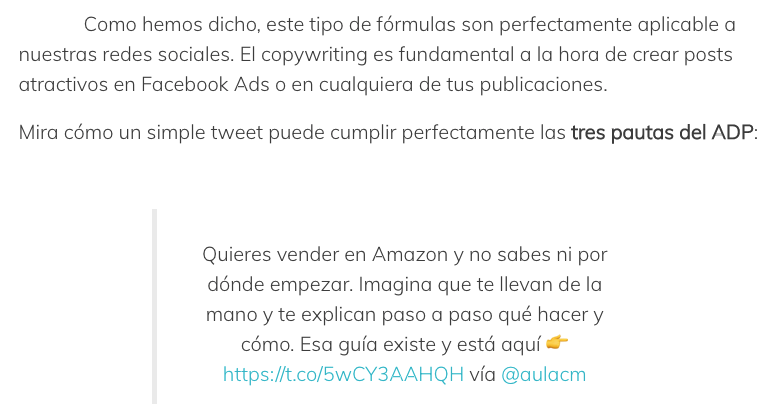 Como hemos dicho, este tipo de fórmulas son perfectamente aplicable a
nuestras redes sociales. El copywriting es fundamental a la hora de crear posts
atractivos en Facebook Ads o en cualquiera de tus publicaciones.
Mira cómo un simple tweet puede cumplir perfectamente las tres pautas del ADP:
Quieres vender en Amazon y no sabes ni por
dónde empezar. Imagina que te llevan de la
mano y te explican paso a paso qué hacer y
cómo. Esa guía existe y está aquí 👉
https://t.co/5wCY3AAHQH vía @aulacm